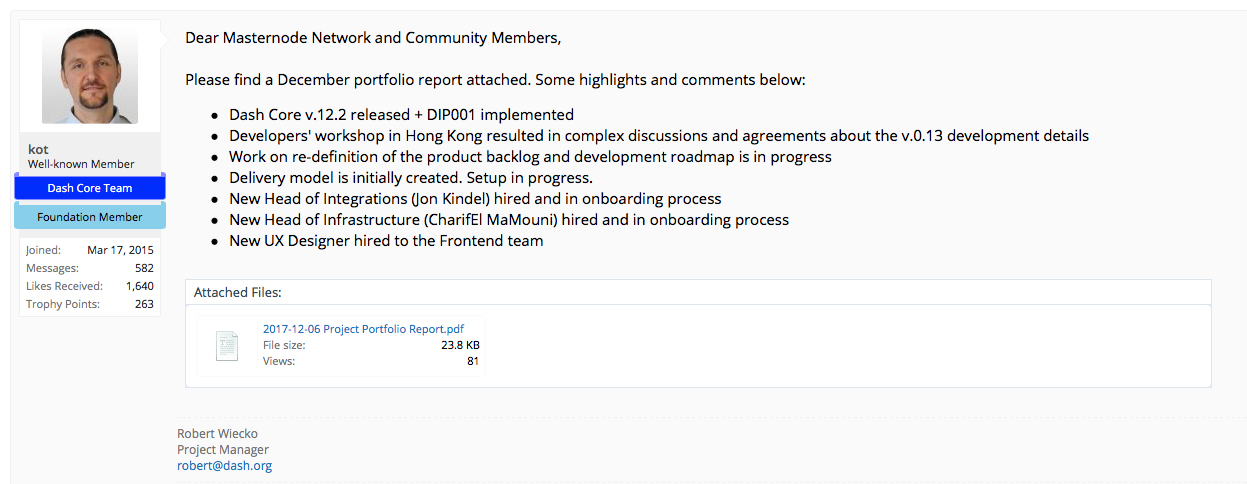 Dear Masternode Network and Community Members,
Please find a December portfolio report attached. Some highlights and comments below:
• Dash Core v.12.2 released + DIP001 implemented
• Developers' workshop in Hong Kong resulted in complex discussions and agreements about the v.0.13 development details
• Work on re-definition of the product backlog and development roadmap is in progress
• Delivery model is initially created. Setup in progress.
• New Head of Integrations (Jon Kindel) hired and in onboarding process
• New Head of Infrastructure (CharifEl MaMouni) hired and in onboarding process
• New UX Designer hired to the Frontend team
kot
Well-known Member
Dash Core Team
Foundation Member
Joined: Mar 17, 2015
Messages: 582
Likes Received: 1,640
Trophy Points: 263
Attached Files:
2017-12-06 Project Portfolio Report.pdf
File size: 23.8 KB
Views: 81
Robert Wiecko
Project Manager
robert@dash.org